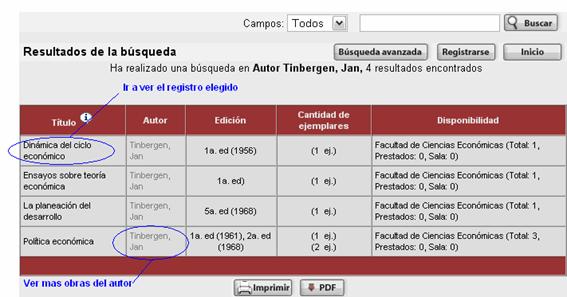 Campos: Todos Buscar
Resultados de la búsqueda Búsqueda avanzada Registrarse Inicio
Ha realizado una búsqueda en Autor Tinbergen, Jan, 4 resultados encontrados
Ir a ver el registro elegido
Título i Autor Edición Cantidad de ejemplares Disponibilidad
Dinámica del ciclo económico Tinbergen, Jan 1a. ed (1956) (1 ej.) Facultad de Ciencias Económicas (Total: 1, Prestados: 0, Sala: 0)
Ensayos sobre teoría económica Tinbergen, Jan 1a. ed) (1 ej.) Facultad de Ciencias Económicas (Total: 1, Prestados: 0, Sala: 0)
La planeación del desarrollo Tinbergen, Jan 5a. ed (1968) (1 ej.) Facultad de Ciencias Económicas (Total: 1, Prestados: 0, Sala: 0)
Política económica Tinbergen, Jan 1a. ed (1961), 2a. ed (1968) (1 ej.) (2 ej.) Facultad de Ciencias Económicas (Total: 3, Prestados: 0, Sala: 0)
Ver mas obras del autor
Imprimir PDF